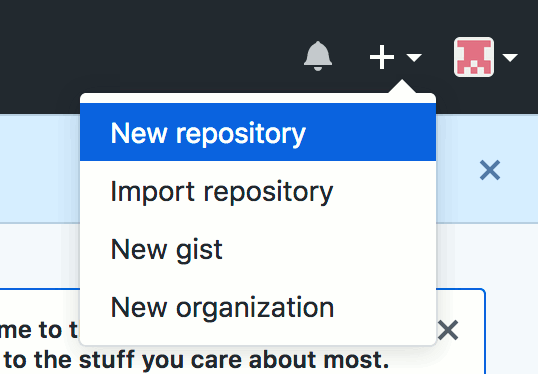 New repository
Import repository
New gist
New organization
me to t
to the stuff you care about most.